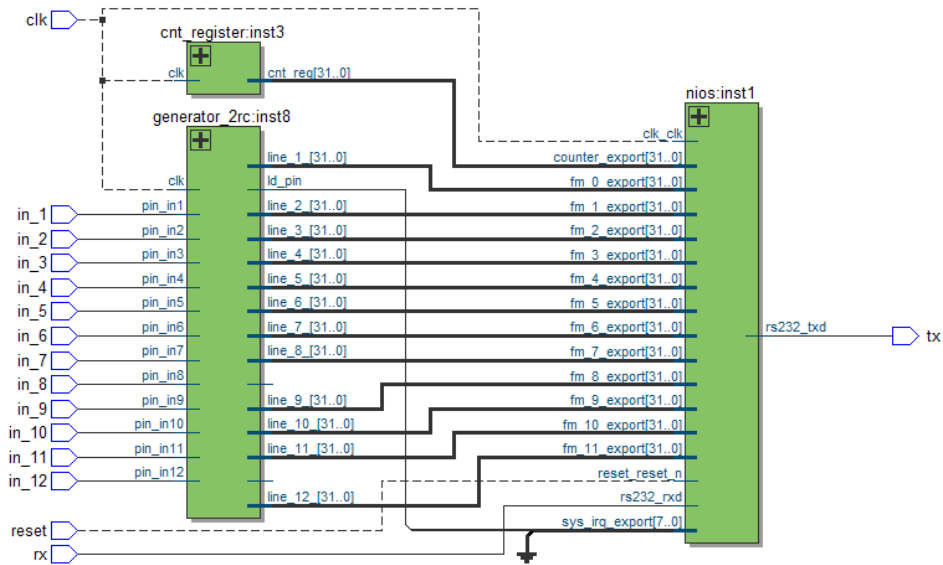 clk
cnt_register:inst3
clk
cnt_reg[31..0]
nios:inst1
generator_2rc:inst8
clk_clk
line_1_[31..0]
counter_export[31..0]
clk
ld_pin
fm_0_export[31..0]
in_1
pin_in1
line_2_[31..0]
fm_1_export[31..0]
in_2
pin_in2
line_3_[31..0]
fm_2_export[31..0]
in_3
pin_in3
line_4_[31..0]
fm_3_export[31..0]
in_4
pin_in4
line_5_[31..0]
fm_4_export[31..0]
in_5
pin_in5
line_6_[31..0]
fm_5_export[31..0]
in_6
pin_in6
line_7_[31..0]
fm_6_export[31..0]
rs232_txd
tx
in_7
pin_in7
line_8_[31..0]
fm_7_export[31..0]
in_8
pin_in8
fm_8_export[31..0]
in_9
pin_in9
line_9_[31..0]
fm_9_export[31..0]
in_10
pin_in10
line_10_[31..0]
fm_10_export[31..0]
in_11
pin_in11
line_11_[31..0]
fm_11_export[31..0]
in_12
pin_in12
reset_reset_n
line_12_[31..0]
rs232_rxd
reset
sys_irq_export[7..0]
rx